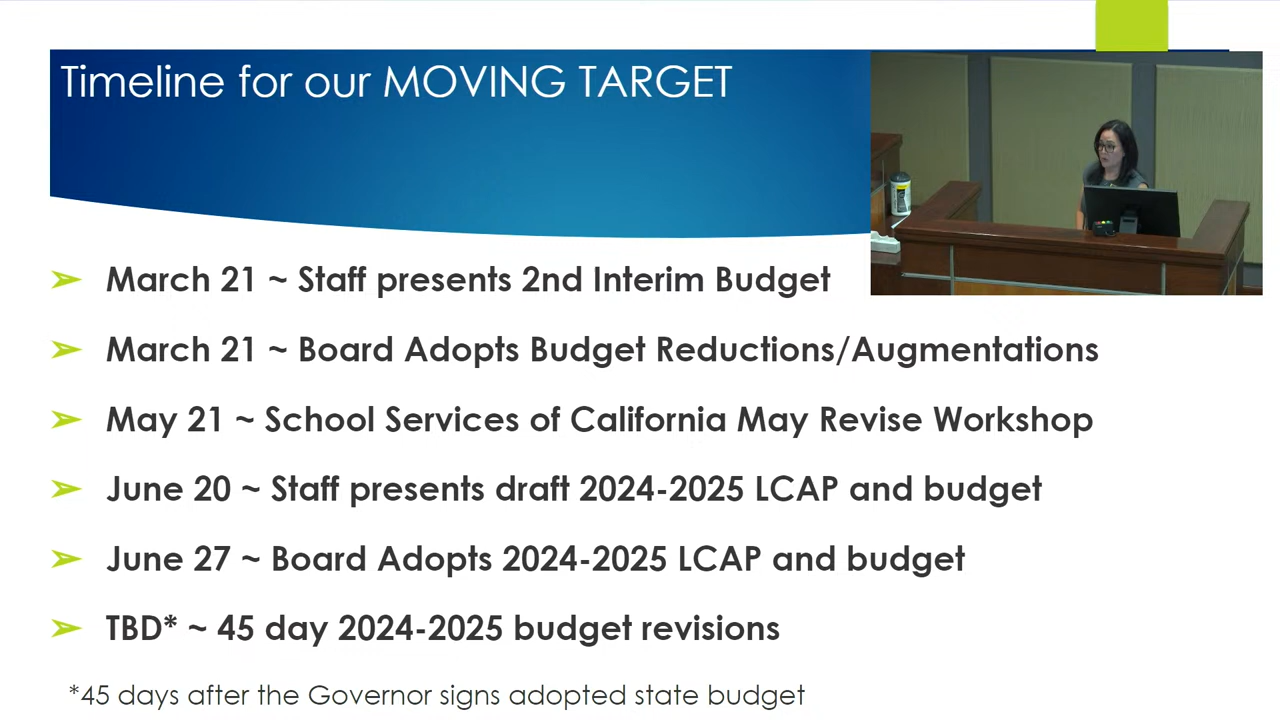 Timeline for our MOVING TARGET
March 21 ~ Staff presents 2nd Interim Budget
March 21 ~ Board Adopts Budget Reductions/Augmentations
May 21 ~ School Services of California May Revise Workshop
June 20 ~ Staff presents draft 2024-2025 LCAP and budget
June 27 ~ Board Adopts 2024-2025 LCAP and budget
TBD* ~ 45 day 2024-2025 budget revisions
*45 days after the Governor signs adopted state budget